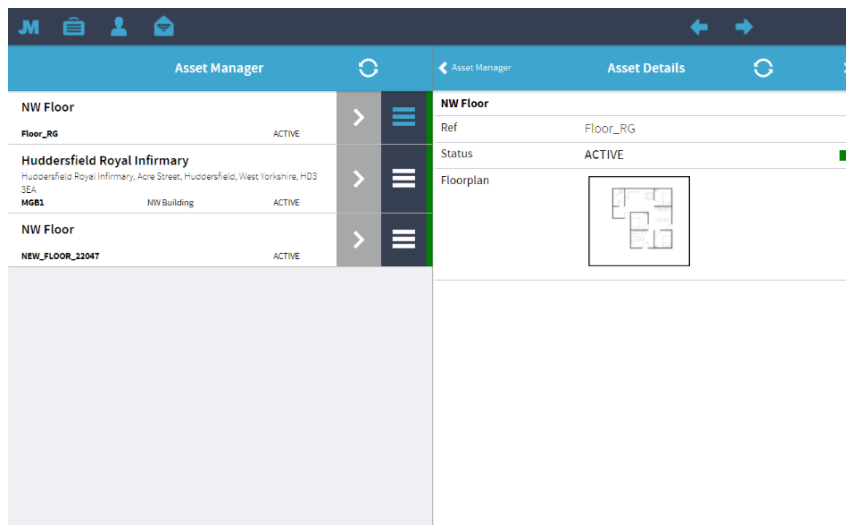 JM
Asset Manager
Asset Manager
Asset Details
NW Floor
Floor_RG
ACTIVE
Huddersfield Royal Infirmary
Huddersfield Royal Infirmary, Acre Street, Huddersfield, West Yorkshire, HD3
3EA
MGB1 NW Building ACTIVE
NW Floor
NEW_FLOOR_22047 ACTIVE
NW Floor
Ref Floor_RG
Status ACTIVE
Floorplan